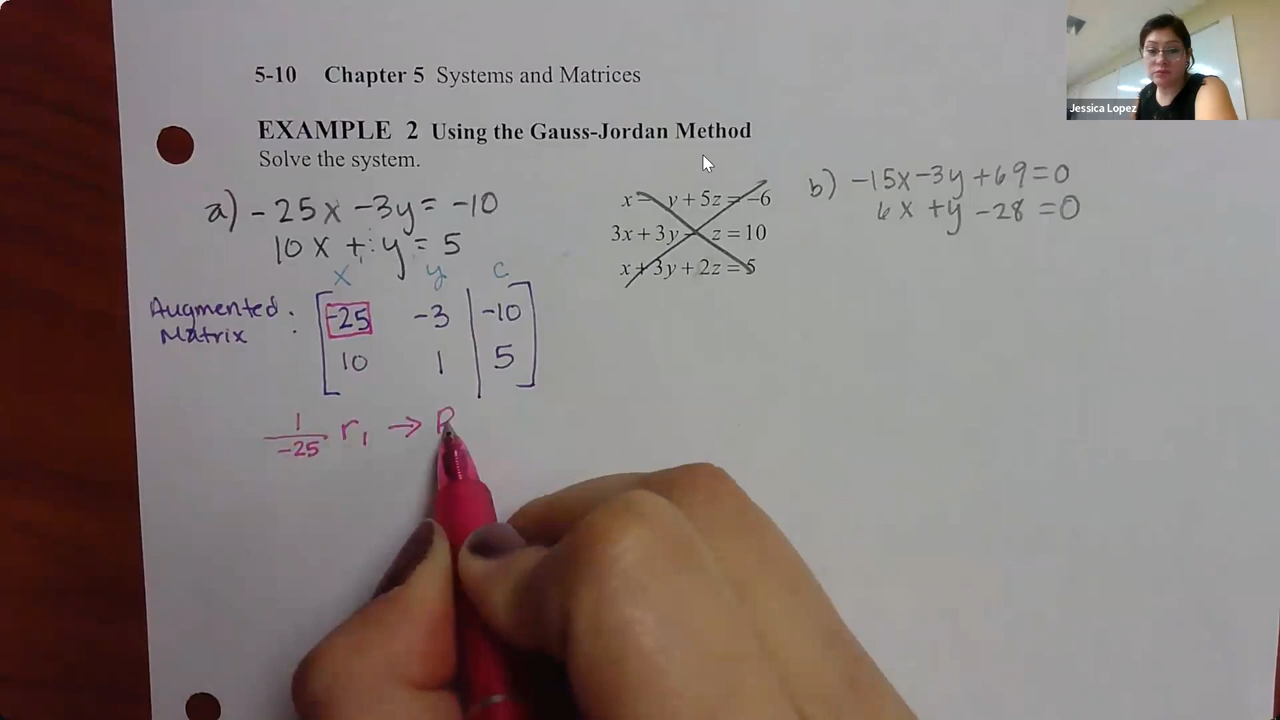 5-10 Chapter 5 Systems and Matrices
EXAMPLE 2 Using the Gauss-Jordan Method
Solve the system.
a) -25x -3y = -10
10x + y = 5
x - y + 5z = -6
3x + 3y - z = 10
x + 3y + 2z = 5
b) -15x-3y+69=0
6x +y -28 =0
x y c
Augmented Matrix :
-25 -3 | -10
10 1 | 5
1/-25 r₁ → R
Jessica Lopez